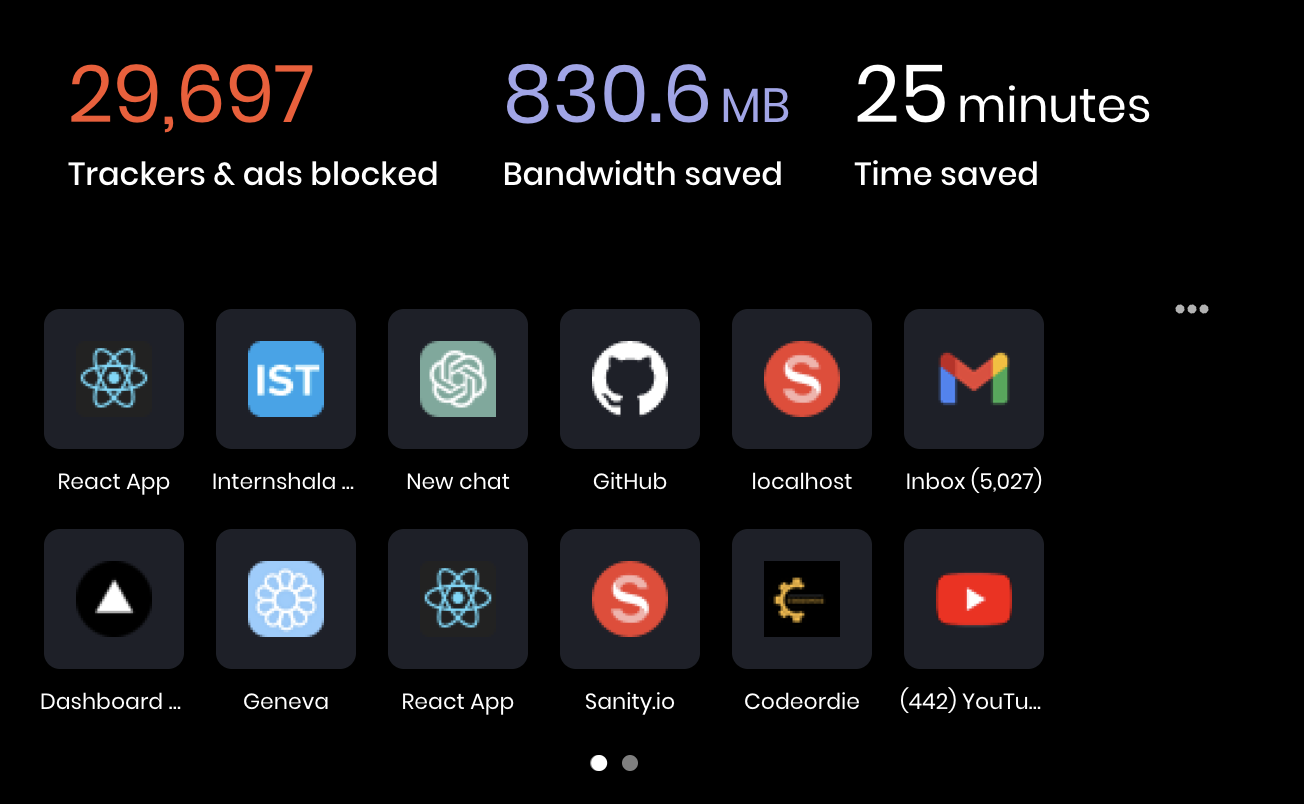 29,697 830.6 MB 25 minutes
Trackers & ads blocked Bandwidth saved Time saved
IST S
React App Internshala ... New chat GitHub localhost Inbox (5,027)
S
Dashboard ... Geneva React App Sanity.io Codeordie (442) YouTu...